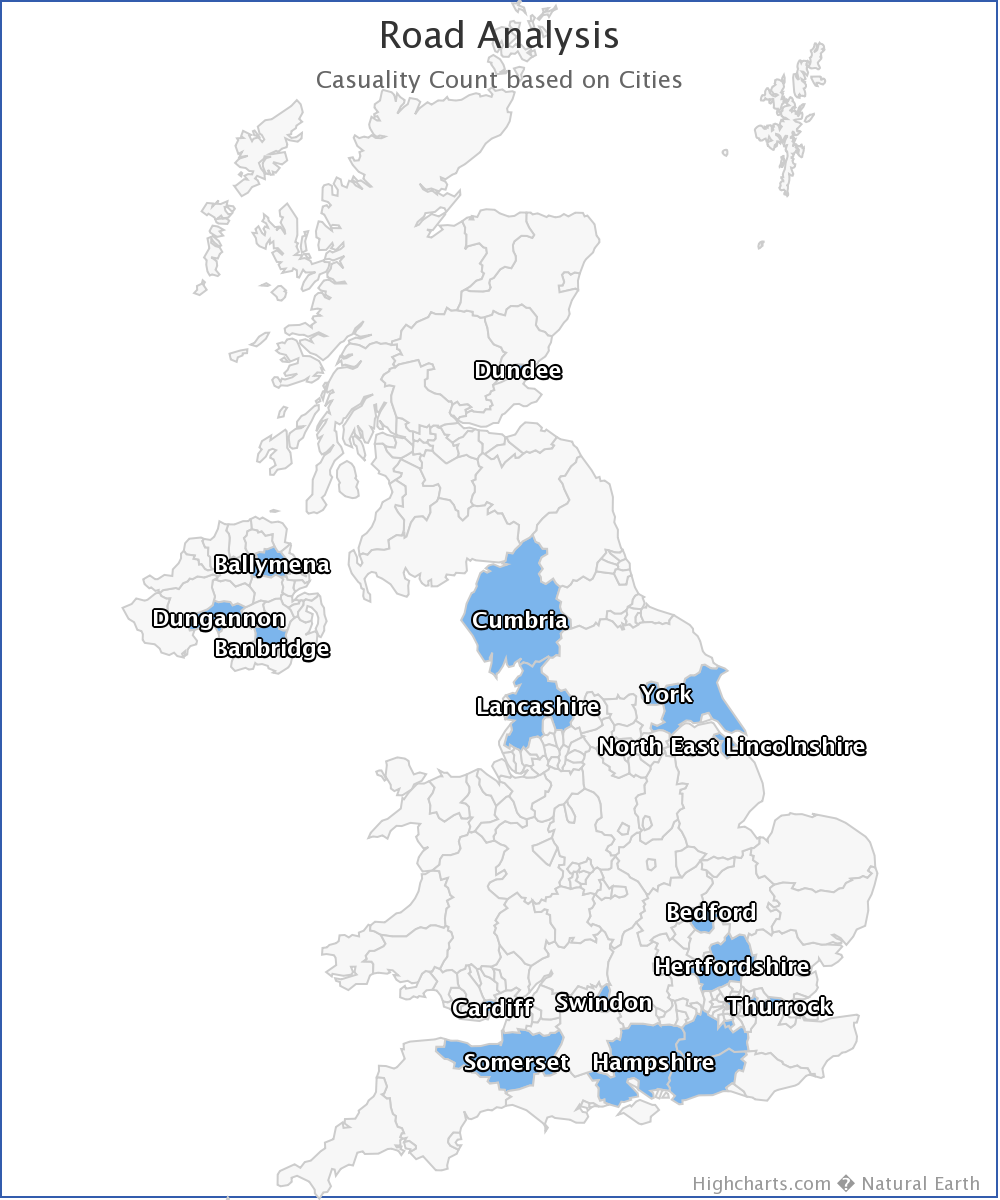 Road Analysis
Casuality Count based on Cities
Dundee
Ballymena
Dungannon
Cumbria
Banbridge
York
Lancashire
North East Lincolnshire
Bedford
Hertfordshire
Swindon
Thurrock
Cardiff
Somerset
Hampshire
Highcharts.com � Natural Earth